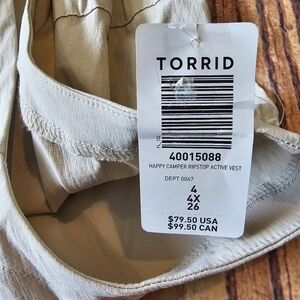 TORRID
40015088
HAPPY CAMPER RIPSTOP ACTIVE VEST
DEPT 0067
4
4X
26
$79.50 USA
$99.50 CAN